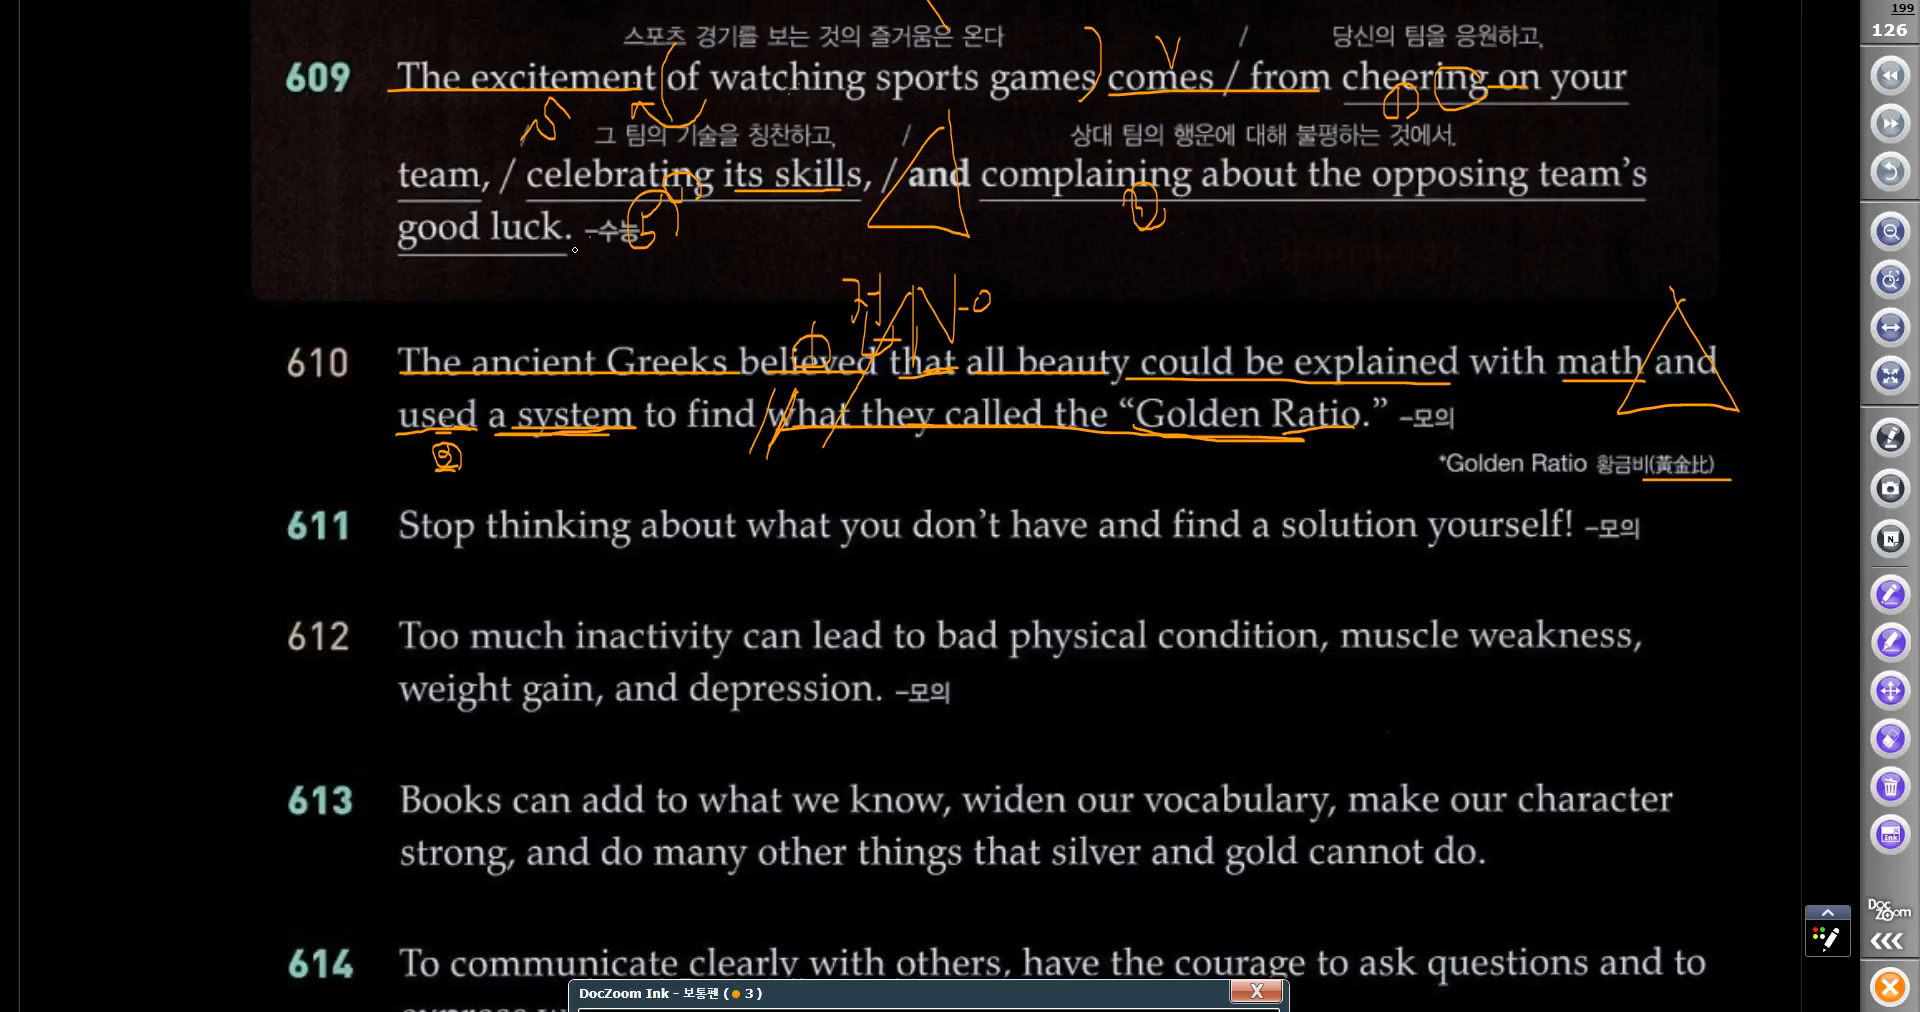 199
126
스포츠 경기를 보는 것의 즐거움은 온다 / 당신의 팀을 응원하고,
609 The excitement of watching sports games comes / from cheering on your
/ 그 팀의 기술을 칭찬하고, / 상대 팀의 행운에 대해 불평하는 것에서.
team, / celebrating its skills, / and complaining about the opposing team's
good luck. –수능
610 The ancient Greeks believed that all beauty could be explained with math and
used a system to find what they called the “Golden Ratio.” –모의
*Golden Ratio 황금비(黃金比)
611 Stop thinking about what you don't have and find a solution yourself! –모의
612 Too much inactivity can lead to bad physical condition, muscle weakness,
weight gain, and depression. –모의
613 Books can add to what we know, widen our vocabulary, make our character
strong, and do many other things that silver and gold cannot do.
614 To communicate clearly with others, have the courage to ask questions and to
DocZoom
DocZoom Ink - 보통펜 ( 3 )